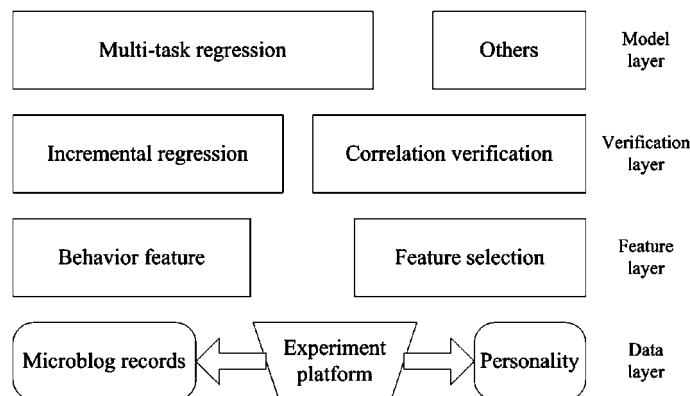 Multi-task regression
Others
Model
layer
Incremental regression
Correlation verification
Verification
layer
Behavior feature
Feature selection
Feature
layer
Microblog records
Experiment
platform
Personality
Data
layer